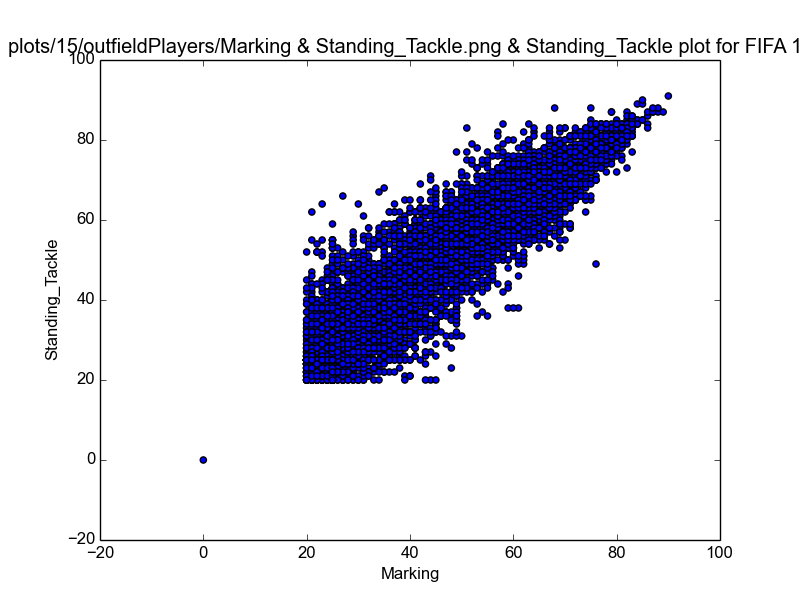 plots/15/outfieldPlayers/Marking & Standing_Tackle.png & Standing_Tackle plot for FIFA 1
100
80
60
40
20
0
−20
Standing_Tackle
−20 0 20 40 60 80 100
Marking